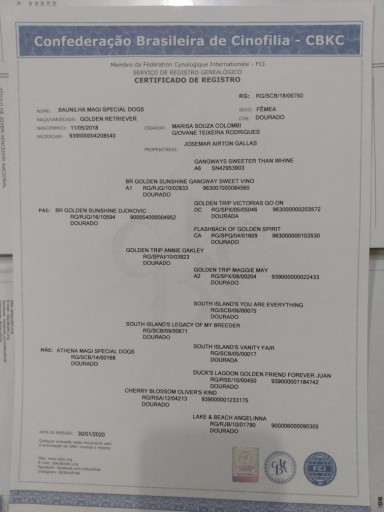 Confederação Brasileira de Cinofilia - CBKC
Membro da Fédération Cynologique Internationale - FCI
SERVIÇO DE REGISTRO GENEALÓGICO
CERTIFICADO DE REGISTRO
RG: RG/SCB/18/00750
NOME: BAUNILHA MAGI SPECIAL DOGS SEXO: FÊMEA
RAÇA/VARIEDADE: GOLDEN RETRIEVER COR: DOURADO
NASCIMENTO: 11/05/2018 CRIADOR: MARISA SOUZA COLOMBI
MICROCHIP: 939000004208540 GIOVANE TEIXEIRA RODRIGUES
PROPRIETÁRIO: JOSEMAR AIRTON GALLAS
GANGWAYS SWEETER THAN WHINE
A6 SN42953903
BR GOLDEN SUNSHINE GANGWAY SWEET VINO
A1 RG/RJG/10/02833 963007000084565
GOLDEN TRIP VICTORIAS GO ON
DC RG/SPX/05/05046 963000000203572
DOURADA
PAI: BR GOLDEN SUNSHINE DJOKOVIC
RG/RJG/16/10594 900054000004952
DOURADO
FLASHBACK OF GOLDEN SPIRIT
CA RG/SPQ/04/01609 963000000103530
DOURADO
GOLDEN TRIP ANNIE OAKLEY
RG/SPAI/10/03823
DOURADO
GOLDEN TRIP MAGGIE MAY
A2 RG/SPX/08/00204 939000000022433
DOURADO
SOUTH ISLAND'S YOU ARE EVERYTHING
RG/SCB/06/00075
DOURADO
SOUTH ISLAND'S LEGACY OF MY BREEDER
RG/SCB/09/00671
DOURADO
SOUTH ISLAND'S VANITY FAIR
RG/SCB/05/00017
DOURADA
MÃE: ATHENA MAGI SPECIAL DOGS
RG/SCB/14/00168
DOURADO
DUCK'S LAGOON GOLDEN FRIEND FOREVER JUAN
RG/RSE/10/00450 939000001184742
DOURADO
CHERRY BLOSSOM OLIVER'S KIND
RG/RSA/12/04213 939000001233175
DOURADO
LAKE & BEACH ANGELINNA
RG/RJB/10/01780 900006000090305
DOURADO
DATA DE EMISSÃO: 30/01/2020
FCI